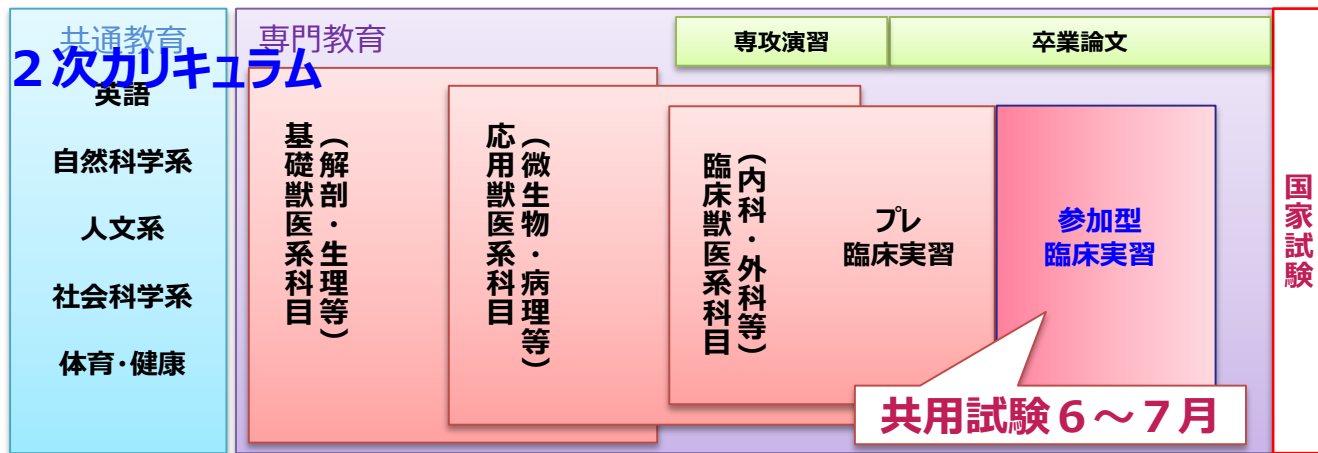 共通教育
２次カリキュラム
英語
自然科学系
人文系
社会科学系
体育・健康
専門教育
専攻演習
卒業論文
基礎獣医系科目
（解剖・生理等）
応用獣医系科目
（微生物・病理等）
臨床獣医系科目
（内科・外科等）
プレ
臨床実習
参加型
臨床実習
共用試験６～７月
国家試験